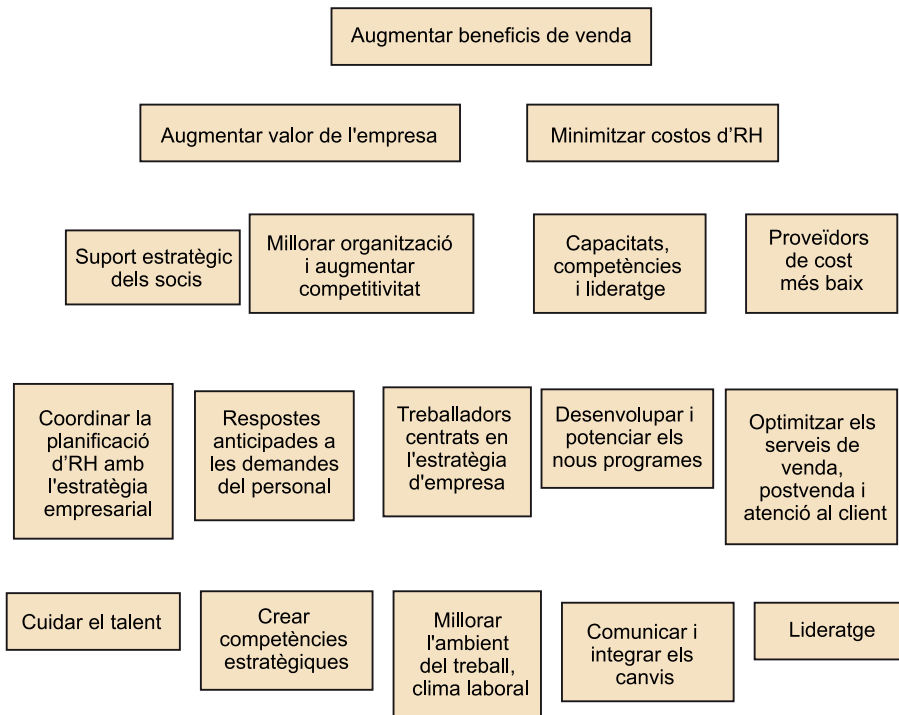 Augmentar beneficis de venda
Augmentar valor de l'empresa
Minimitzar costos d’RH
Suport estratègic
dels socis
Millorar organització
i augmentar
competitivitat
Capacitats,
competències
i lideratge
Proveïdors
de cost
més baix
Coordinar la
planificació
d’RH amb
l'estratègia
empresarial
Respostes
anticipades a
les demandes
del personal
Treballadors
centrats en
l'estratègia
d'empresa
Desenvolupar i
potenciar els
nous programes
Optimitzar els
serveis de
venda,
postvenda i
atenció al client
Cuidar el talent
Crear
competències
estratègiques
Millorar
l'ambient
del treball,
clima laboral
Comunicar i
integrar els
canvis
Lideratge